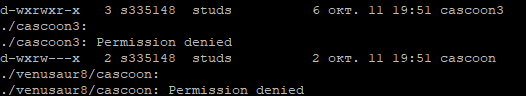 d-wxrwxr-x   3 s335148  studs            6 окт. 11 19:51 cascoon3
./cascoon3:
./cascoon3: Permission denied
d-wxrw---x   2 s335148  studs            2 окт. 11 19:51 cascoon
./venusaur8/cascoon:
./venusaur8/cascoon: Permission denied